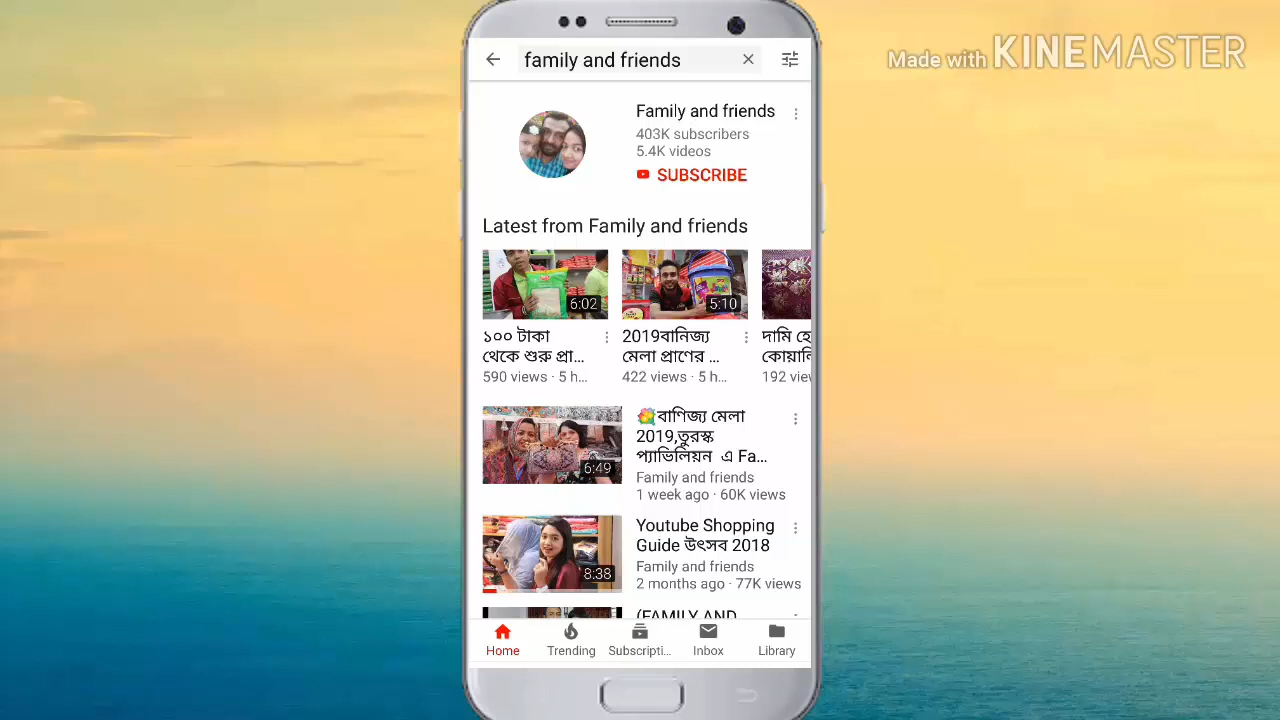 Made with KINEMASTER
family and friends
Family and friends
403K subscribers
5.4K videos
SUBSCRIBE
Latest from Family and friends
6:02
5:10
১০০ টাকা
থেকে শুরু প্রা...
590 views · 5 h...
2019বানিজ্য
মেলা প্রাণের ...
422 views · 5 h...
দামি হে
কোয়ালি
192 view
6:49
বাণিজ্য মেলা
2019,তুরস্ক
প্যাভিলিয়ন এ Fa...
Family and friends
1 week ago · 60K views
8:38
Youtube Shopping
Guide উৎসব 2018
Family and friends
2 months ago · 77K views
(FAMILY AND
Home
Trending
Subscripti...
Inbox
Library